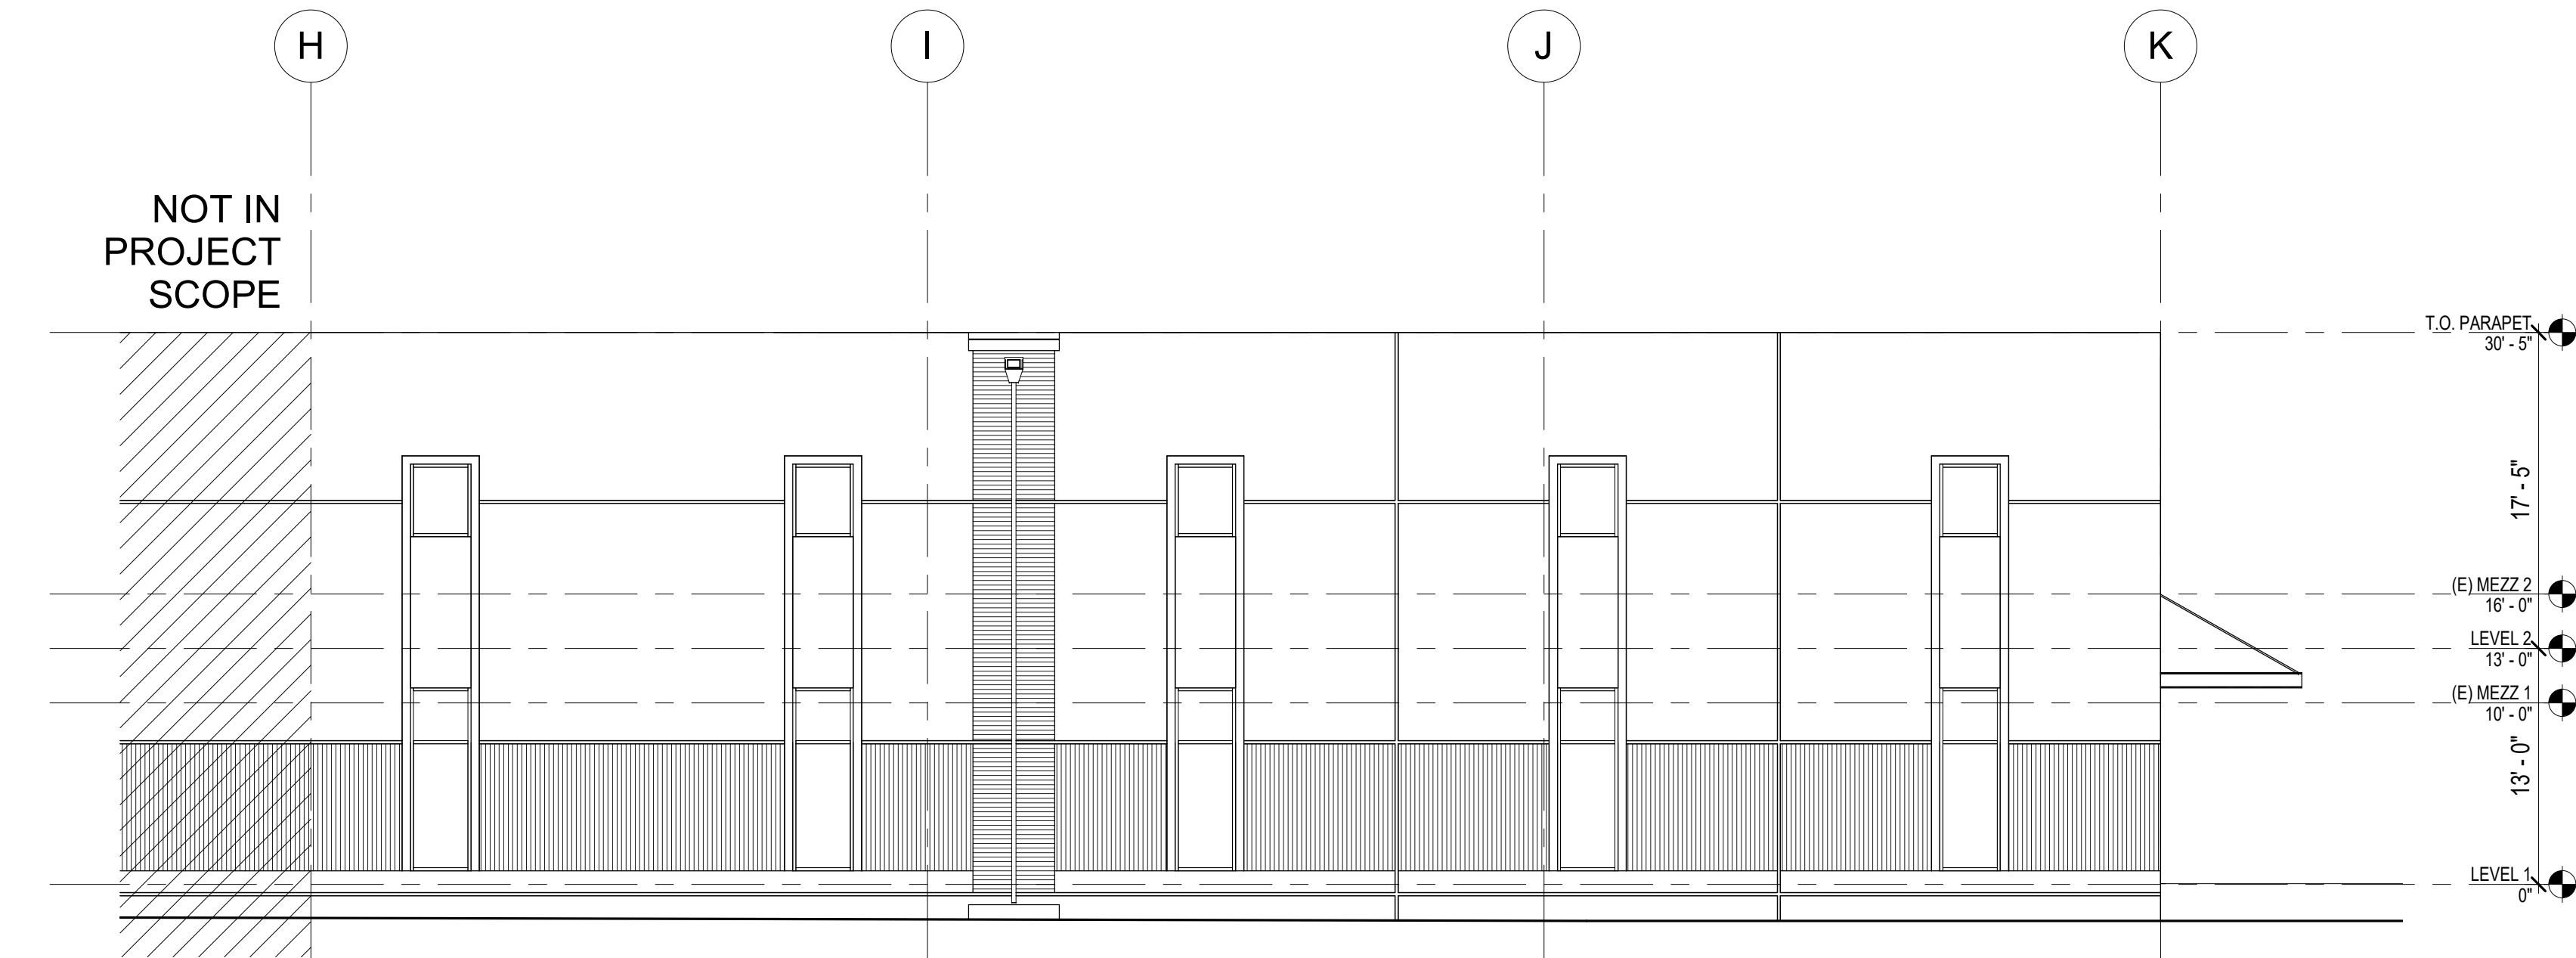 H
I
J
K
NOT IN
PROJECT
SCOPE
T.O. PARAPET
30' - 5"
17' - 5"
(E) MEZZ 2
16' - 0"
LEVEL 2
13' - 0"
(E) MEZZ 1
10' - 0"
13' - 0"
LEVEL 1
0"